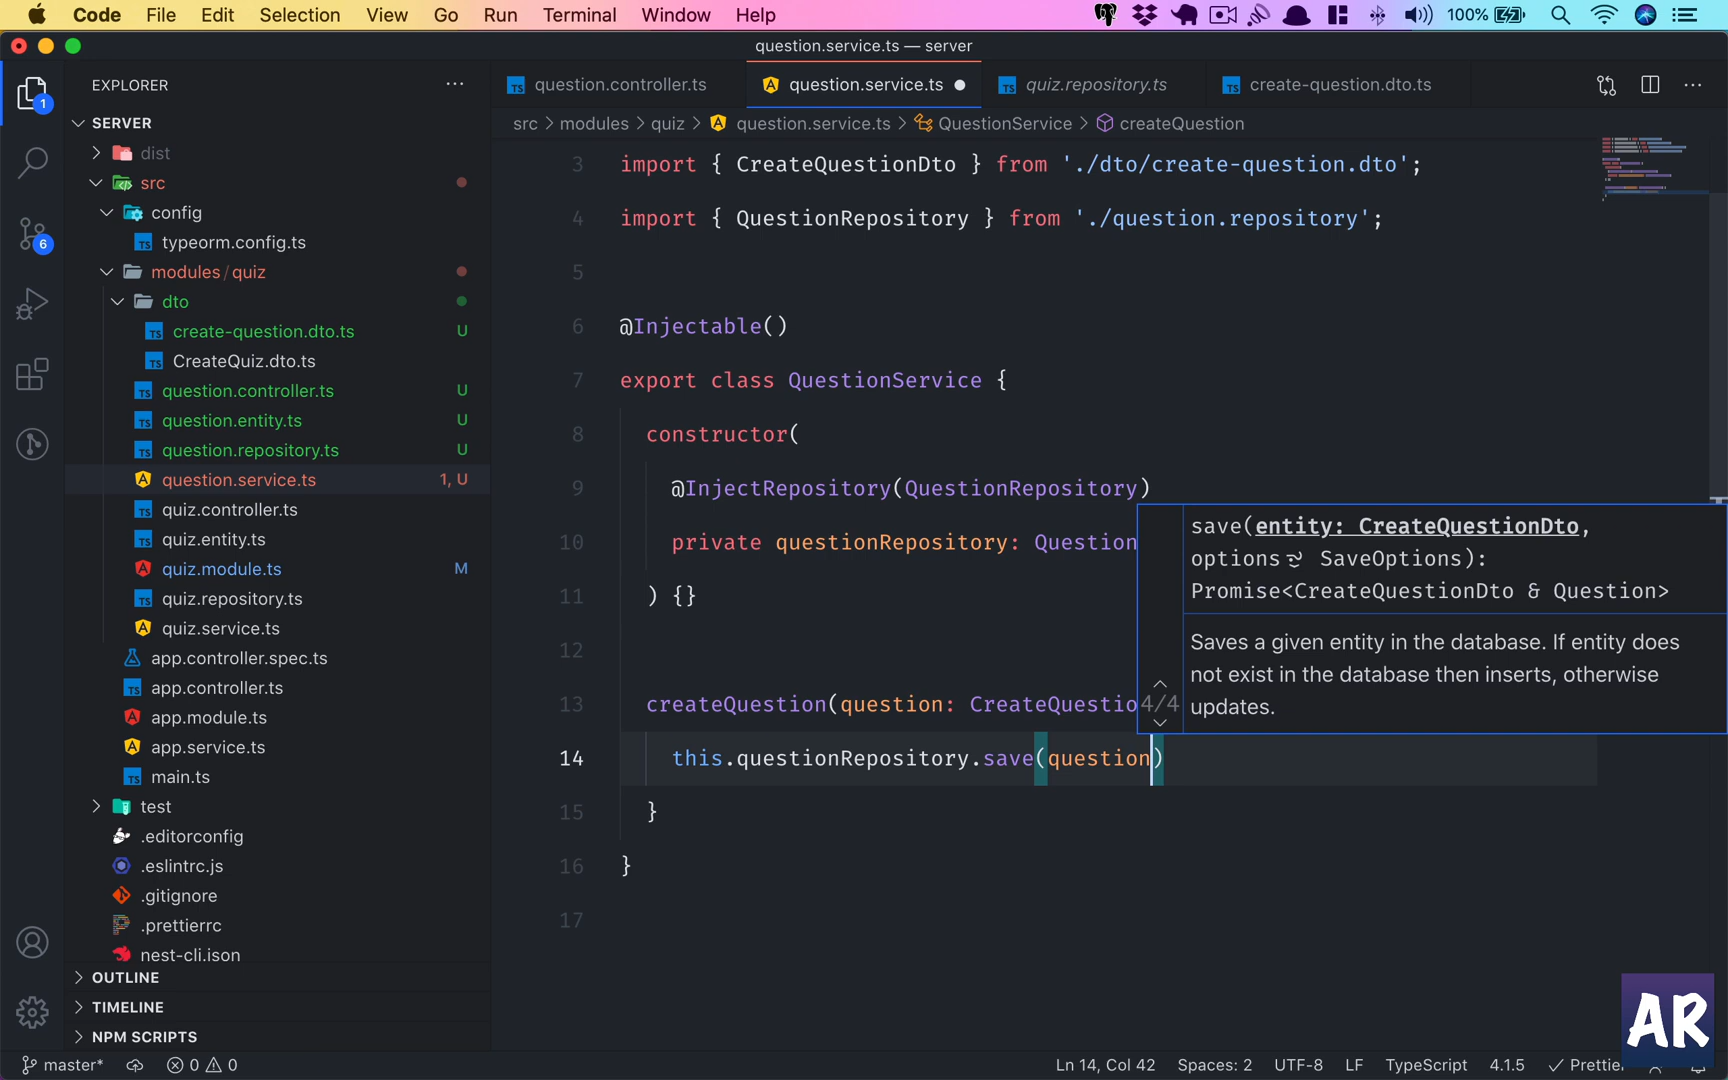 Code File Edit Selection View Go Run Terminal Window Help 100%
question.service.ts — server
EXPLORER
question.controller.ts question.service.ts quiz.repository.ts create-question.dto.ts
src > modules > quiz > question.service.ts > QuestionService > createQuestion
1
6
SERVER
dist
src
config
typeorm.config.ts
modules / quiz
dto
create-question.dto.ts U
CreateQuiz.dto.ts
question.controller.ts U
question.entity.ts U
question.repository.ts U
question.service.ts 1, U
quiz.controller.ts
quiz.entity.ts
quiz.module.ts M
quiz.repository.ts
quiz.service.ts
app.controller.spec.ts
app.controller.ts
app.module.ts
app.service.ts
main.ts
test
.editorconfig
.eslintrc.js
.gitignore
.prettierrc
nest-cli.json
OUTLINE
TIMELINE
NPM SCRIPTS
3 import { CreateQuestionDto } from './dto/create-question.dto';
4 import { QuestionRepository } from './question.repository';
5
6 @Injectable()
7 export class QuestionService {
8 constructor(
9 @InjectRepository(QuestionRepository)
10 private questionRepository: Question
11 ) {}
12
13 createQuestion(question: CreateQuestio
14 this.questionRepository.save(question)
15 }
16 }
17
save(entity: CreateQuestionDto,
options?: SaveOptions):
Promise<CreateQuestionDto & Question>
Saves a given entity in the database. If entity does
not exist in the database then inserts, otherwise
updates.
4/4
AR
master* 0 0 Ln 14, Col 42 Spaces: 2 UTF-8 LF TypeScript 4.1.5